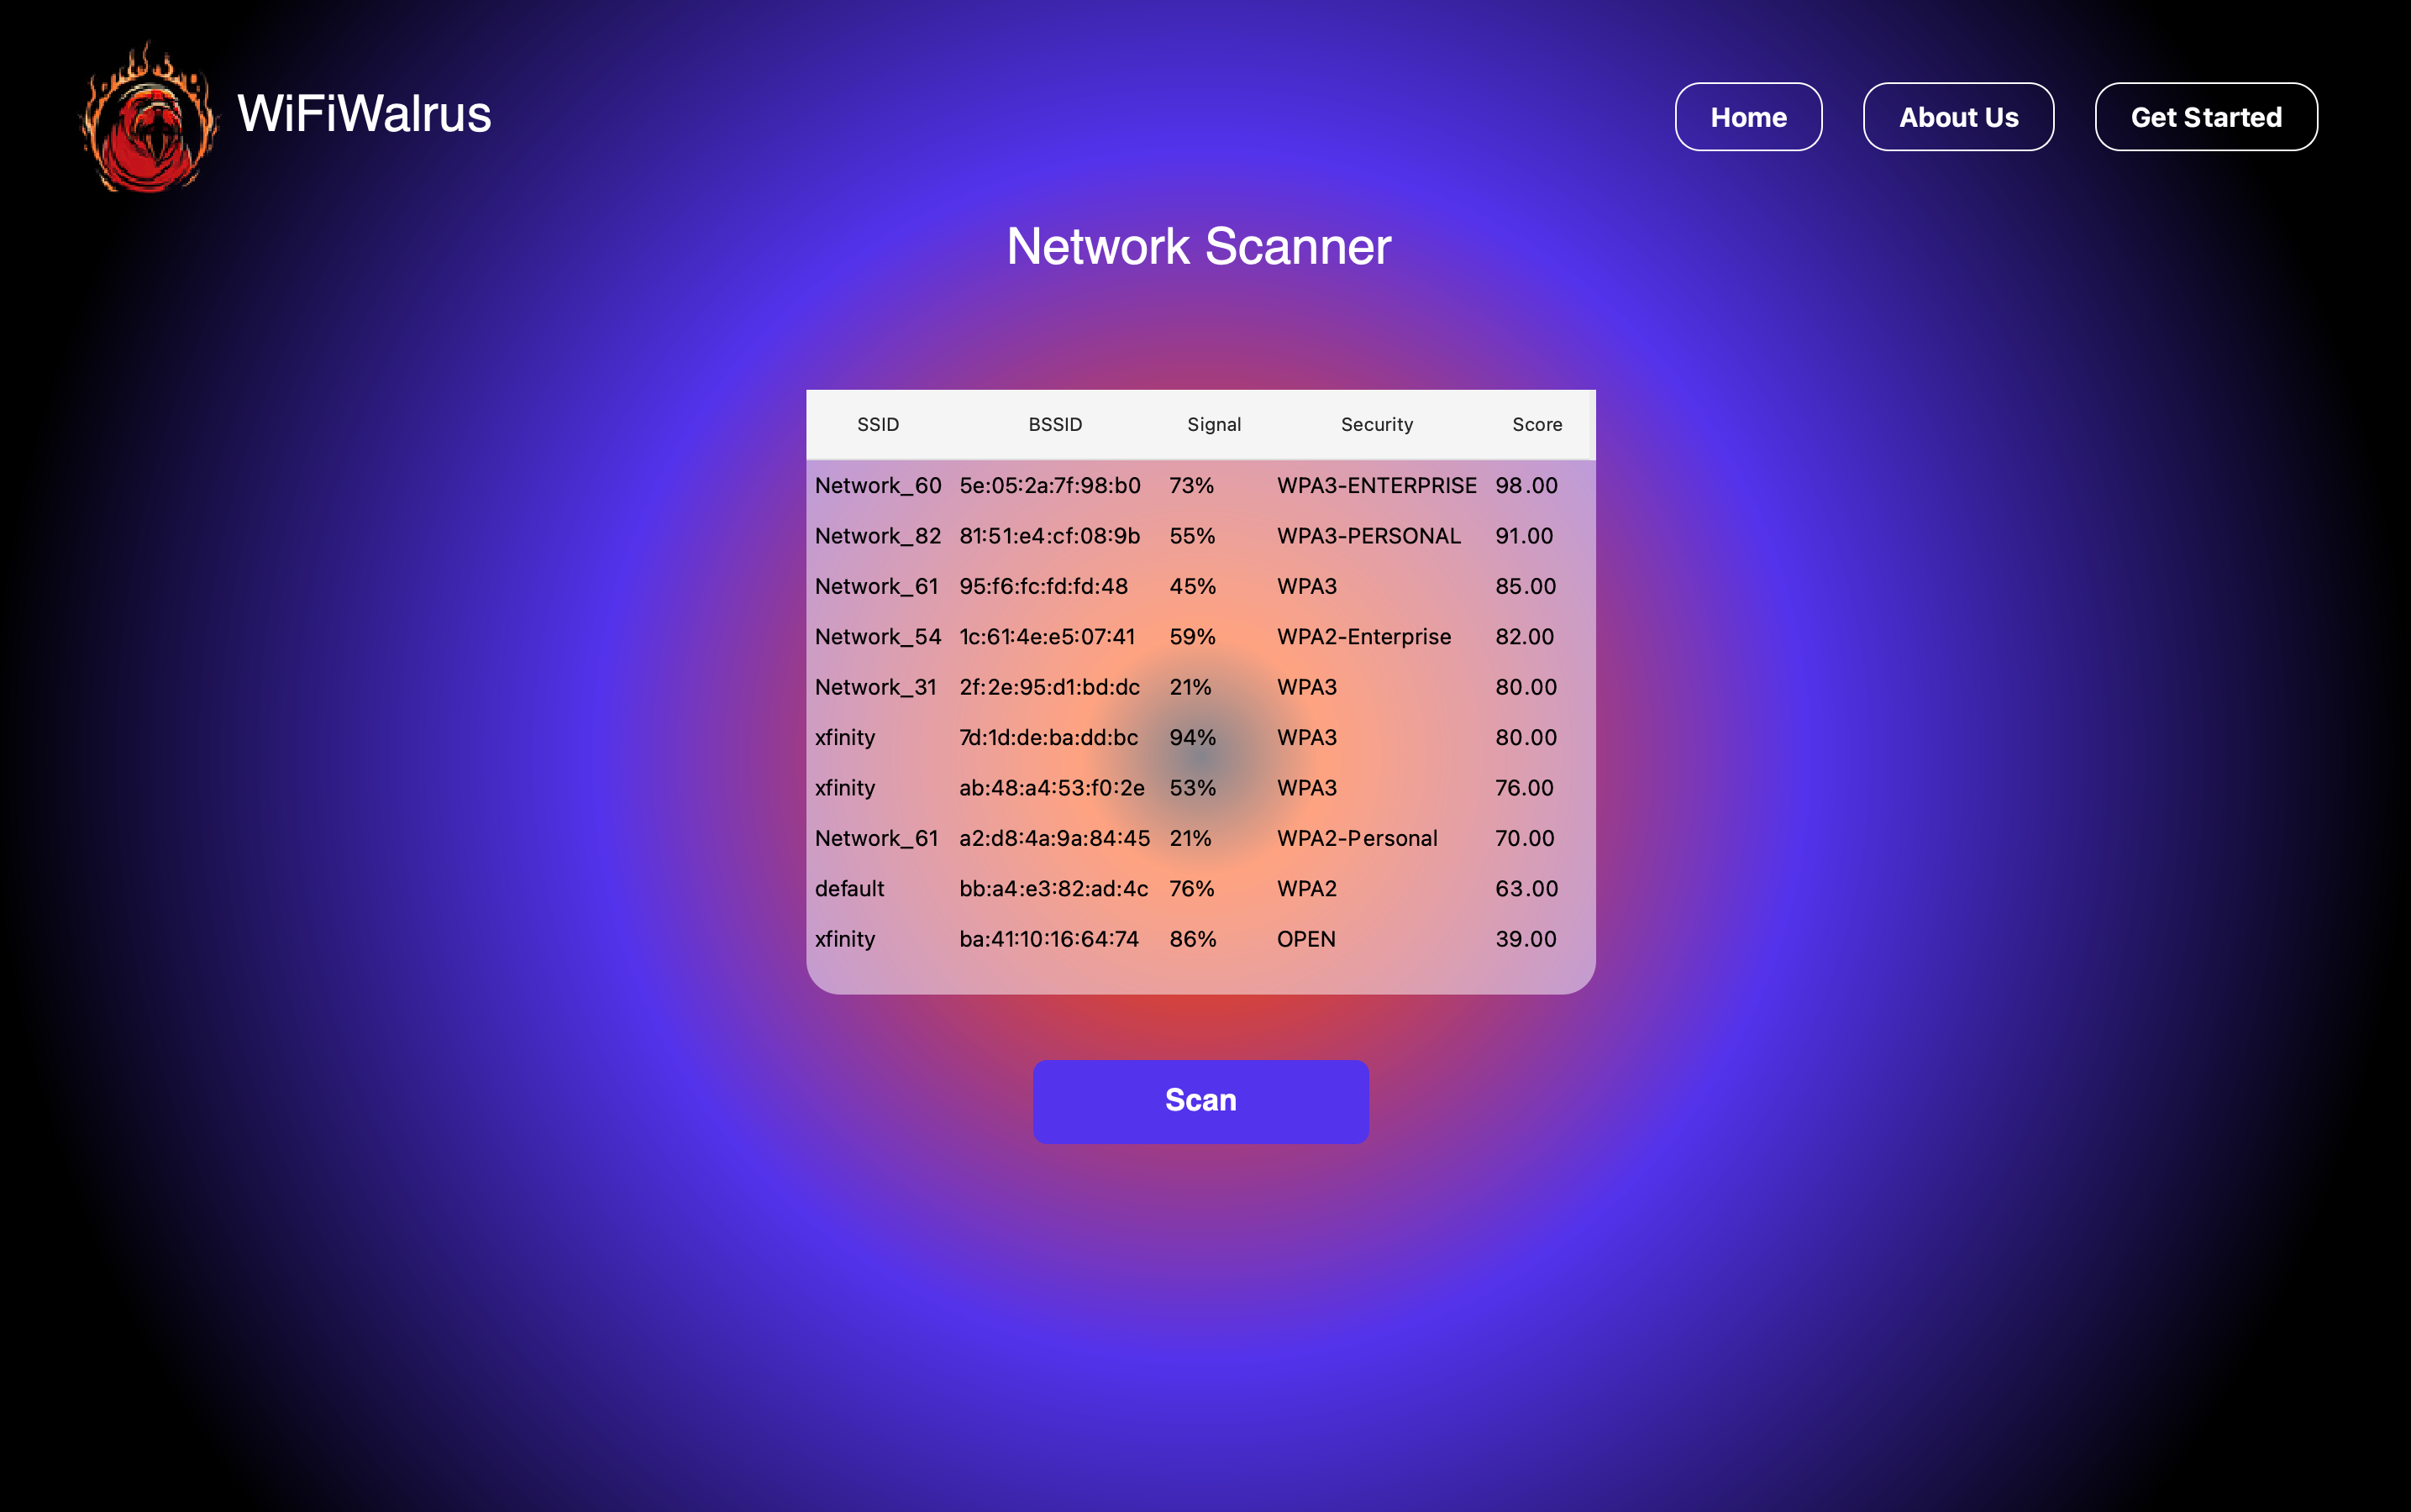 WiFiWalrus
Home About Us Get Started
Network Scanner
SSID BSSID Signal Security Score
Network_60 5e:05:2a:7f:98:b0 73% WPA3-ENTERPRISE 98.00
Network_82 81:51:e4:cf:08:9b 55% WPA3-PERSONAL 91.00
Network_61 95:f6:fc:fd:fd:48 45% WPA3 85.00
Network_54 1c:61:4e:e5:07:41 59% WPA2-Enterprise 82.00
Network_31 2f:2e:95:d1:bd:dc 21% WPA3 80.00
xfinity 7d:1d:de:ba:dd:bc 94% WPA3 80.00
xfinity ab:48:a4:53:f0:2e 53% WPA3 76.00
Network_61 a2:d8:4a:9a:84:45 21% WPA2-Personal 70.00
default bb:a4:e3:82:ad:4c 76% WPA2 63.00
xfinity ba:41:10:16:64:74 86% OPEN 39.00
Scan